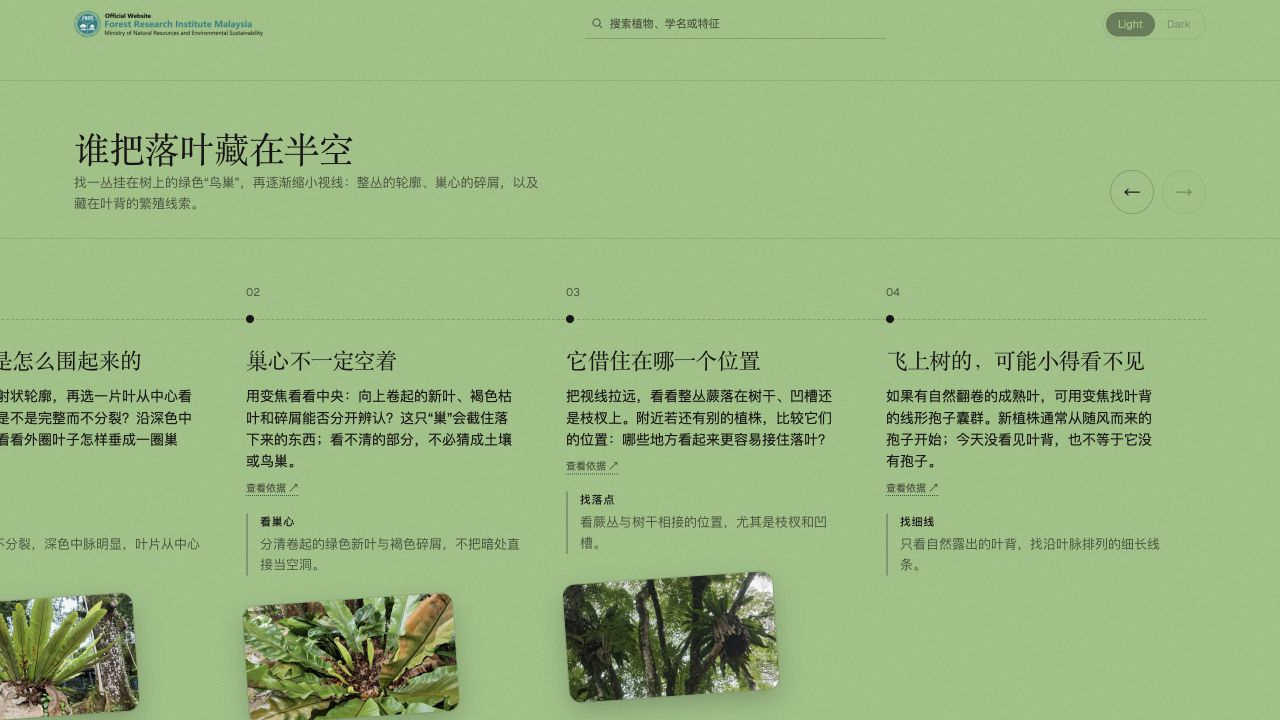 Official Website
Forest Research Institute Malaysia
Ministry of Natural Resources and Environmental Sustainability
搜索植物、学名或特征
Light
Dark
谁把落叶藏在半空
找一丛挂在树上的绿色“鸟巢”，再逐渐缩小视线：整丛的轮廓、巢心的碎屑，以及
藏在叶背的繁殖线索。
是怎么围起来的
射状轮廓，再选一片叶从中心看
是不是完整而不分裂？沿深色中
看看外圈叶子怎样垂成一圈巢
不分裂，深色中脉明显，叶片从中心
02
巢心不一定空着
用变焦看看中央：向上卷起的新叶、褐色枯
叶和碎屑能否分开辨认？这只“巢”会截住落
下来的东西；看不清的部分，不必猜成土壤
或鸟巢。
查看依据 ↗
看巢心
分清卷起的绿色新叶与褐色碎屑，不把暗处直
接当空洞。
03
它借住在哪一个位置
把视线拉远，看看整丛蕨落在树干、凹槽还
是枝杈上。附近若还有别的植株，比较它们
的位置：哪些地方看起来更容易接住落叶？
查看依据 ↗
找落点
看蕨丛与树干相接的位置，尤其是枝杈和凹
槽。
04
飞上树的，可能小得看不见
如果有自然翻卷的成熟叶，可用变焦找叶背
的线形孢子囊群。新植株通常从随风而来的
孢子开始；今天没看见叶背，也不等于它没
有孢子。
查看依据 ↗
找细线
只看自然露出的叶背，找沿叶脉排列的细长线
条。